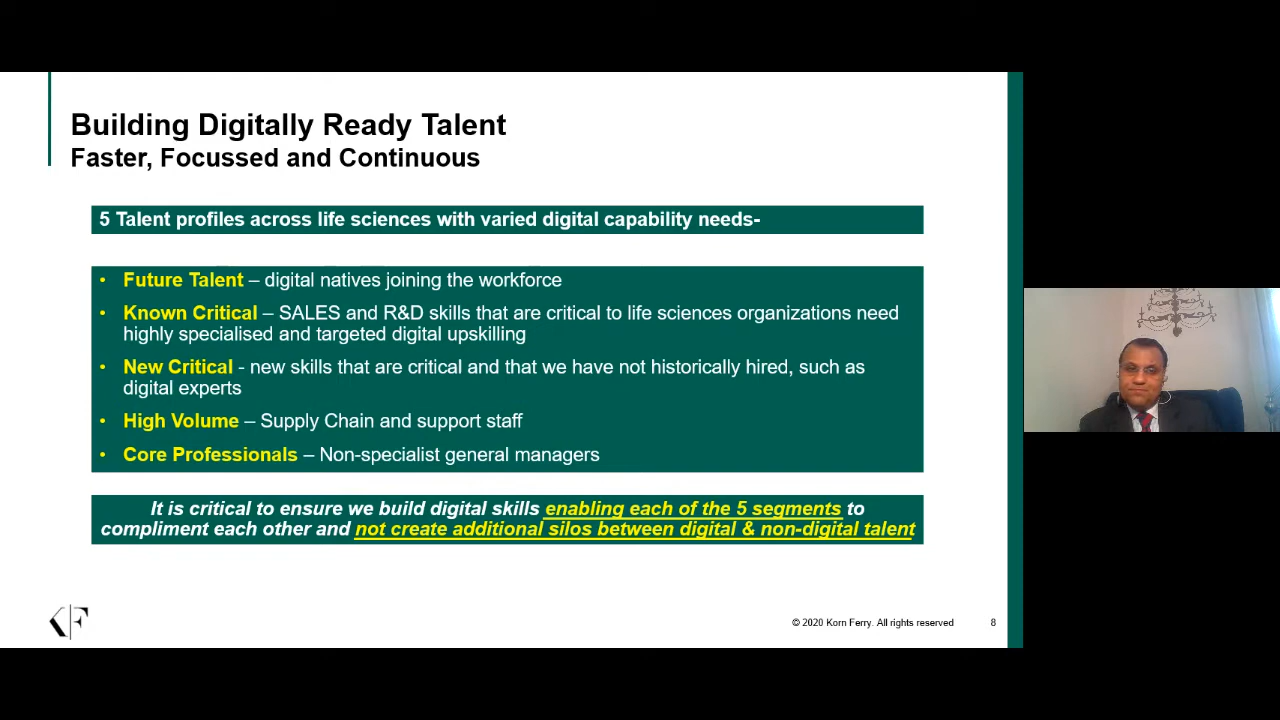 Building Digitally Ready Talent
Faster, Focussed and Continuous
5 Talent profiles across life sciences with varied digital capability needs-
• Future Talent – digital natives joining the workforce
• Known Critical – SALES and R&D skills that are critical to life sciences organizations need
highly specialised and targeted digital upskilling
• New Critical - new skills that are critical and that we have not historically hired, such as
digital experts
• High Volume – Supply Chain and support staff
• Core Professionals – Non-specialist general managers
It is critical to ensure we build digital skills enabling each of the 5 segments to
compliment each other and not create additional silos between digital & non-digital talent
KF
© 2020 Korn Ferry. All rights reserved
8